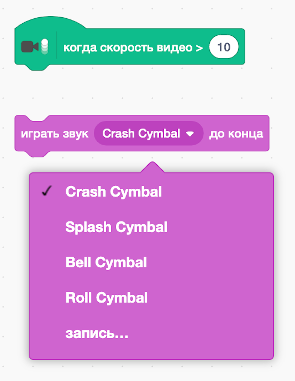 когда скорость видео > 10
играть звук Crash Cymbal до конца
Crash Cymbal
Splash Cymbal
Bell Cymbal
Roll Cymbal
запись...